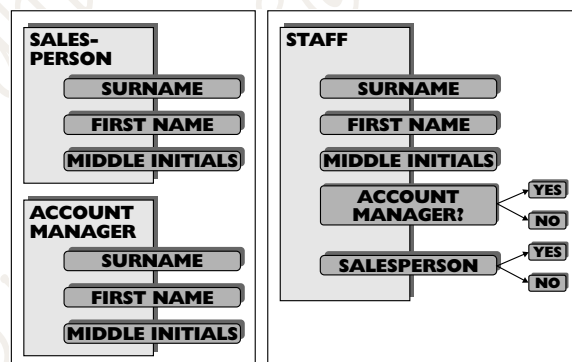 SALES-
PERSON
SURNAME
FIRST NAME
MIDDLE INITIALS
ACCOUNT
MANAGER
SURNAME
FIRST NAME
MIDDLE INITIALS
STAFF
SURNAME
FIRST NAME
MIDDLE INITIALS
ACCOUNT
MANAGER?
YES
NO
SALESPERSON
YES
NO